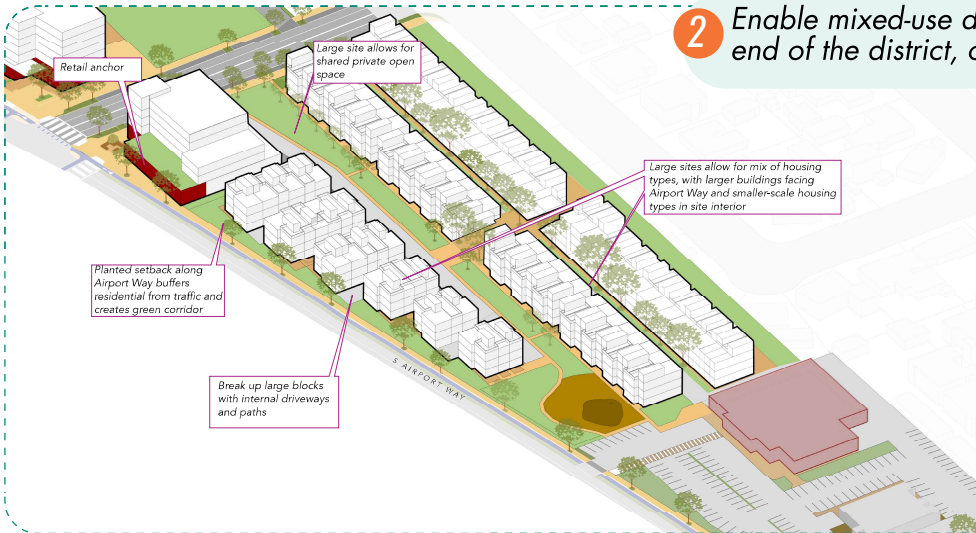 2
Enable mixed-use d
end of the district,
Retail anchor
Large site allows for
shared private open
space
Large sites allow for mix of housing
types, with larger buildings facing
Airport Way and smaller-scale housing
types in site interior
Planted setback along
Airport Way buffers
residential from traffic and
creates green corridor
Break up large blocks
with internal driveways
and paths
S AIRPORT WAY